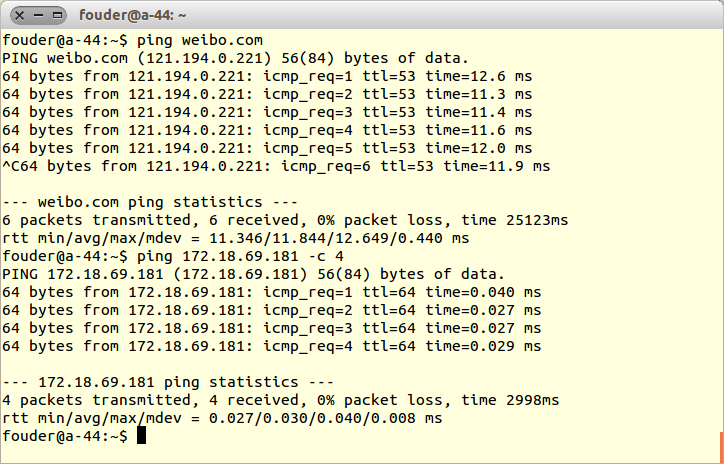 fouder@a-44: ~
fouder@a-44:~$ ping weibo.com
PING weibo.com (121.194.0.221) 56(84) bytes of data.
64 bytes from 121.194.0.221: icmp_req=1 ttl=53 time=12.6 ms
64 bytes from 121.194.0.221: icmp_req=2 ttl=53 time=11.3 ms
64 bytes from 121.194.0.221: icmp_req=3 ttl=53 time=11.4 ms
64 bytes from 121.194.0.221: icmp_req=4 ttl=53 time=11.6 ms
64 bytes from 121.194.0.221: icmp_req=5 ttl=53 time=12.0 ms
^C64 bytes from 121.194.0.221: icmp_req=6 ttl=53 time=11.9 ms
--- weibo.com ping statistics ---
6 packets transmitted, 6 received, 0% packet loss, time 25123ms
rtt min/avg/max/mdev = 11.346/11.844/12.649/0.440 ms
fouder@a-44:~$ ping 172.18.69.181 -c 4
PING 172.18.69.181 (172.18.69.181) 56(84) bytes of data.
64 bytes from 172.18.69.181: icmp_req=1 ttl=64 time=0.040 ms
64 bytes from 172.18.69.181: icmp_req=2 ttl=64 time=0.027 ms
64 bytes from 172.18.69.181: icmp_req=3 ttl=64 time=0.027 ms
64 bytes from 172.18.69.181: icmp_req=4 ttl=64 time=0.029 ms
--- 172.18.69.181 ping statistics ---
4 packets transmitted, 4 received, 0% packet loss, time 2998ms
rtt min/avg/max/mdev = 0.027/0.030/0.040/0.008 ms
fouder@a-44:~$